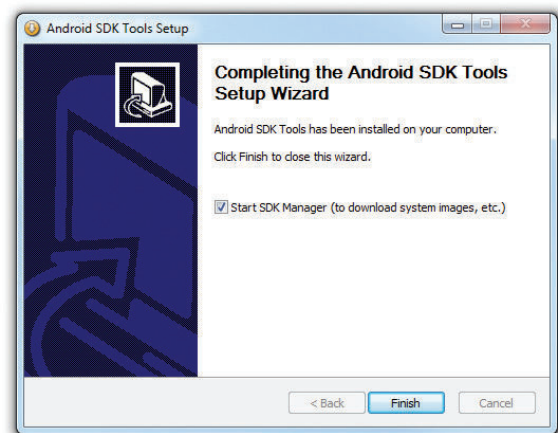 Android SDK Tools Setup
Completing the Android SDK Tools
Setup Wizard
Android SDK Tools has been installed on your computer.
Click Finish to close this wizard.
Start SDK Manager (to download system images, etc.)
< Back Finish Cancel